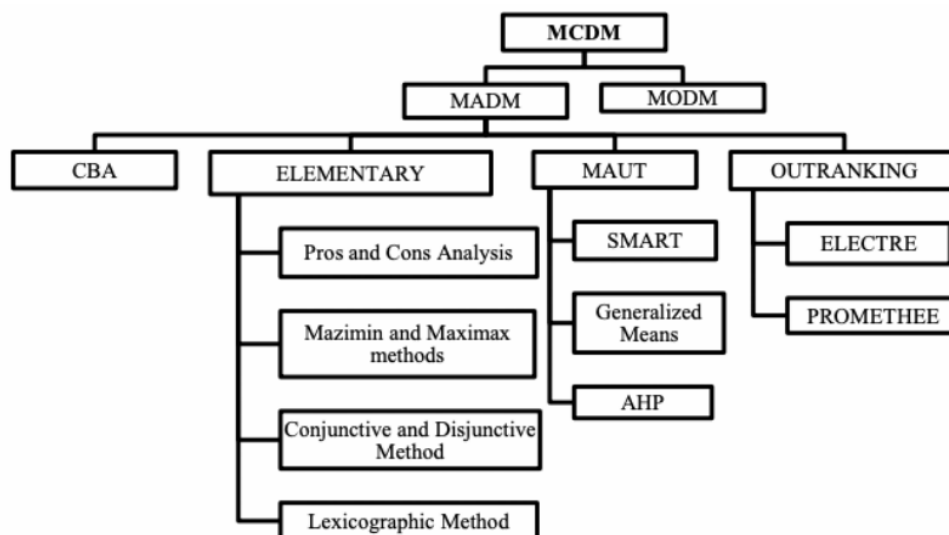 MCDM
MADM
MODM
CBA
ELEMENTARY
MAUT
OUTRANKING
Pros and Cons Analysis
Mazimin and Maximax
methods
Conjunctive and Disjunctive
Method
Lexicographic Method
SMART
Generalized
Means
AHP
ELECTRE
PROMETHEE